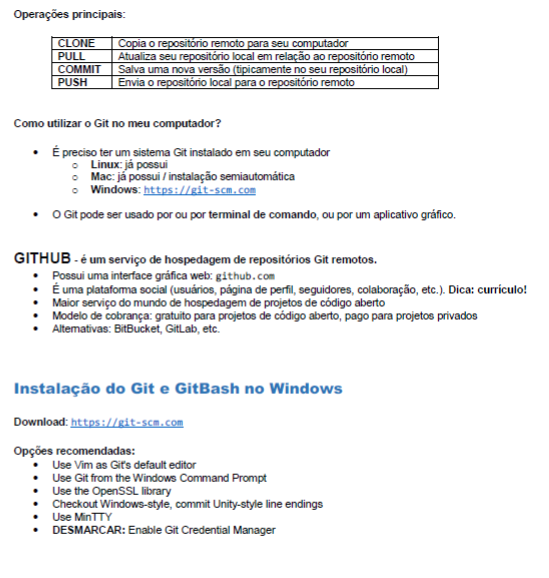 Operações principais:
CLONE Copia o repositório remoto para seu computador
PULL Atualiza seu repositório local em relação ao repositório remoto
COMMIT Salva uma nova versão (tipicamente no seu repositório local)
PUSH Envia o repositório local para o repositório remoto
Como utilizar o Git no meu computador?
• É preciso ter um sistema Git instalado em seu computador
o Linux: já possui
o Mac: já possui / instalação semiautomática
o Windows: https://git-scm.com
• O Git pode ser usado por ou por terminal de comando, ou por um aplicativo gráfico.
GITHUB - é um serviço de hospedagem de repositórios Git remotos.
• Possui uma interface gráfica web: github.com
• É uma plataforma social (usuários, página de perfil, seguidores, colaboração, etc.). Dica: currículo!
• Maior serviço do mundo de hospedagem de projetos de código aberto
• Modelo de cobrança: gratuito para projetos de código aberto, pago para projetos privados
• Alternativas: BitBucket, GitLab, etc.
Instalação do Git e GitBash no Windows
Download: https://git-scm.com
Opções recomendadas:
• Use Vim as Git's default editor
• Use Git from the Windows Command Prompt
• Use the OpenSSL library
• Checkout Windows-style, commit Unity-style line endings
• Use MinTTY
• DESMARCAR: Enable Git Credential Manager